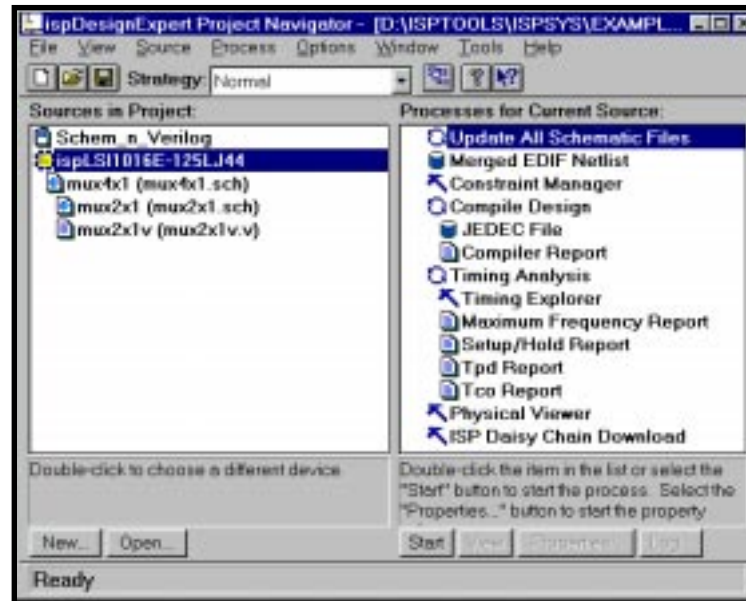 ispDesignExpert Project Navigator - [D:\ISPTOOLS\ISPSYS\EXAMPL...
File View Source Process Options Window Tools Help
Strategy: Normal
Sources in Project:
Schem_n_Verilog
ispLSI1016E-125LJ44
mux4x1 (mux4x1.sch)
mux2x1 (mux2x1.sch)
mux2x1v (mux2x1v.v)
Double-click to choose a different device.
New... Open...
Processes for Current Source:
Update All Schematic Files
Merged EDIF Netlist
Constraint Manager
Compile Design
JEDEC File
Compiler Report
Timing Analysis
Timing Explorer
Maximum Frequency Report
Setup/Hold Report
Tpd Report
Tco Report
Physical Viewer
ISP Daisy Chain Download
Double-click the item in the list or select the
"Start" button to start the process. Select the
"Properties..." button to start the property
Start View Properties... Log...
Ready